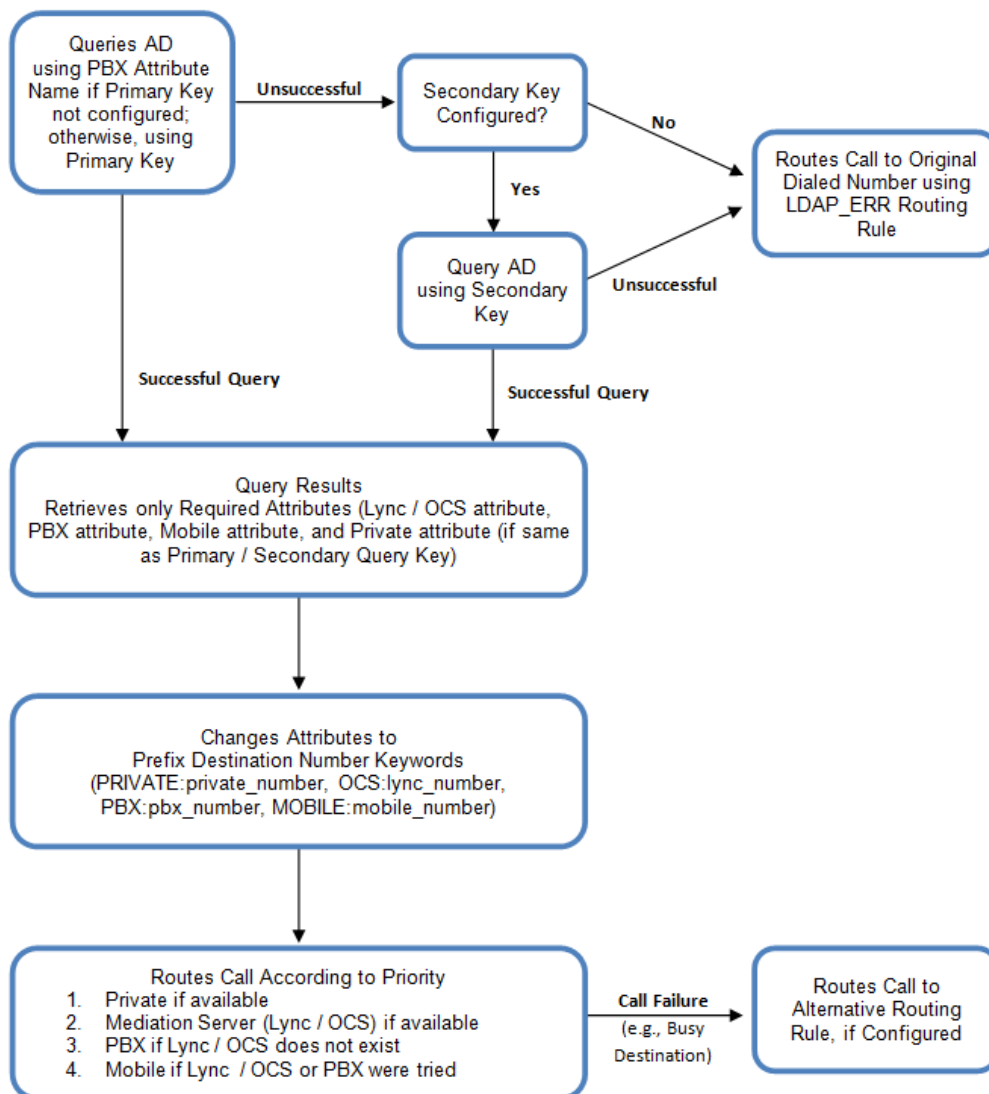 Queries AD
using PBX Attribute
Name if Primary Key
not configured;
otherwise, using
Primary Key
Unsuccessful
Secondary Key
Configured?
No
Routes Call to Original
Dialed Number using
LDAP_ERR Routing
Rule
Yes
Query AD
using Secondary
Key
Unsuccessful
Successful Query
Successful Query
Query Results
Retrieves only Required Attributes (Lync / OCS attribute,
PBX attribute, Mobile attribute, and Private attribute (if same
as Primary / Secondary Query Key)
Changes Attributes to
Prefix Destination Number Keywords
(PRIVATE:private_number, OCS:lync_number,
PBX:pbx_number, MOBILE:mobile_number)
Routes Call According to Priority
1. Private if available
2. Mediation Server (Lync / OCS) if available
3. PBX if Lync / OCS does not exist
4. Mobile if Lync / OCS or PBX were tried
Call Failure
(e.g., Busy
Destination)
Routes Call to
Alternative Routing
Rule, if Configured